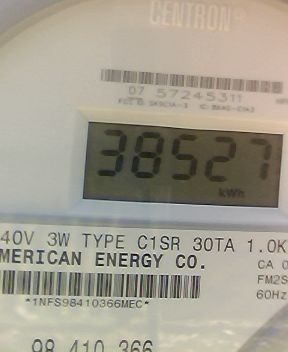 CENTRON
07 57245311
38527
kWh
40V 3W TYPE C1SR 30TA 1.0K
MERICAN ENERGY CO.
CA 0
FM2S
*1NFS98410366MEC*
60Hz
98 410 366